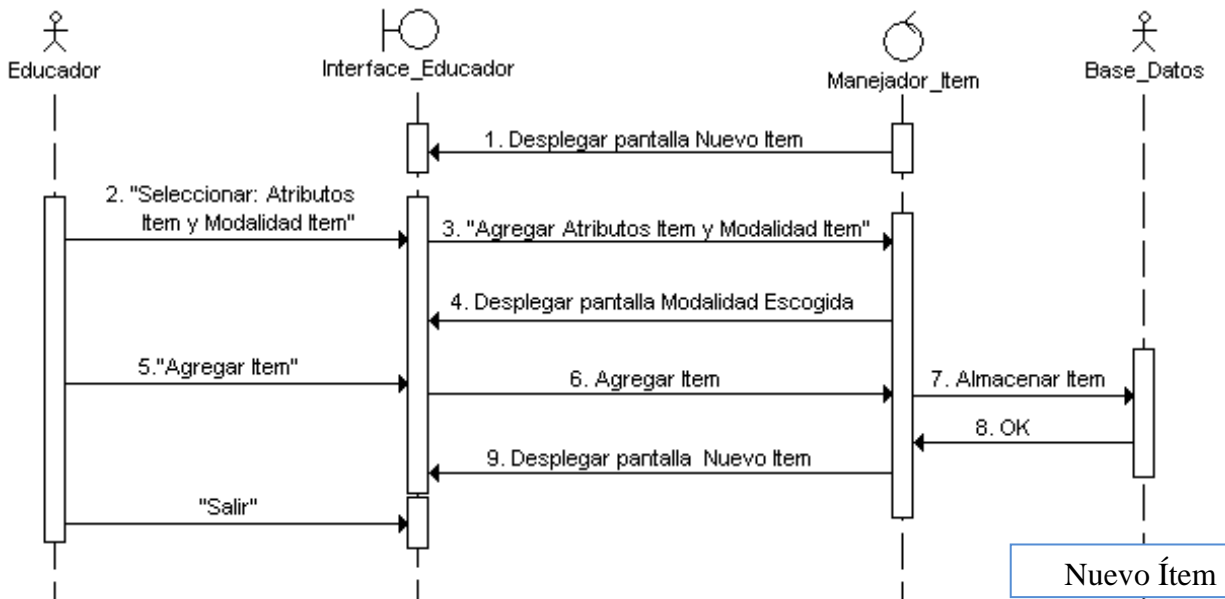 Educador
Interface_Educador
Manejador_Item
Base_Datos
1. Desplegar pantalla Nuevo Item
2. "Seleccionar: Atributos
Item y Modalidad Item"
3. "Agregar Atributos Item y Modalidad Item"
4. Desplegar pantalla Modalidad Escogida
5."Agregar Item"
6. Agregar Item
7. Almacenar Item
8. OK
9. Desplegar pantalla Nuevo Item
"Salir"
Nuevo Ítem